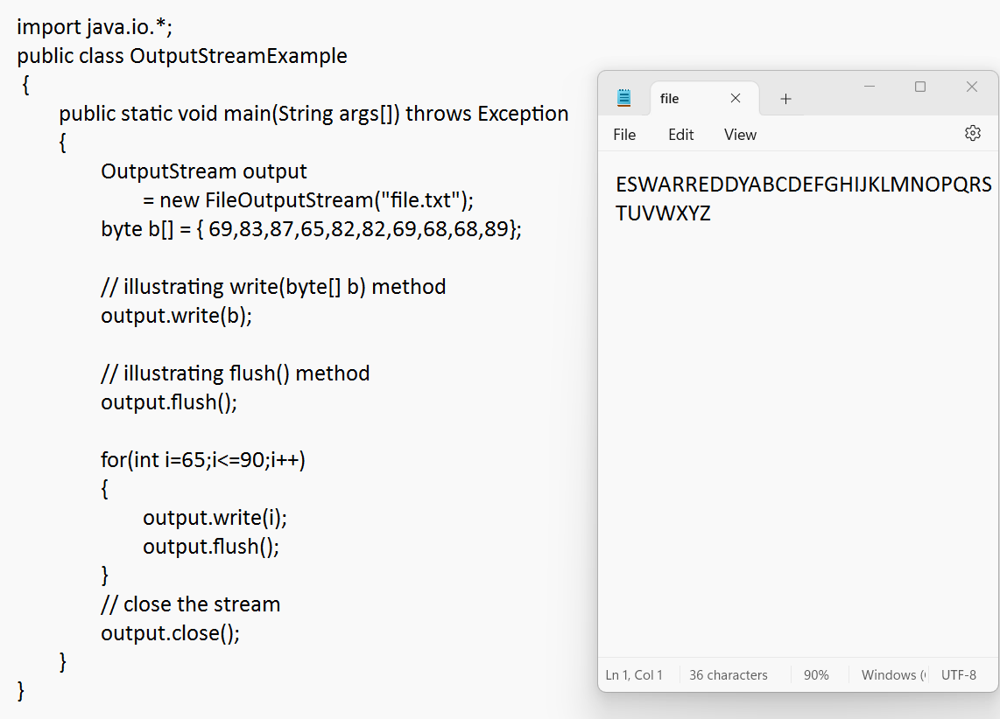 import java.io.*;
public class OutputStreamExample
{
public static void main(String args[]) throws Exception
{
OutputStream output
= new FileOutputStream("file.txt");
byte b[] = { 69,83,87,65,82,82,69,68,68,89};
// illustrating write(byte[] b) method
output.write(b);
// illustrating flush() method
output.flush();
for(int i=65;i<=90;i++)
{
output.write(i);
output.flush();
}
// close the stream
output.close();
}
}
file
File Edit View
ESWARREDDYABCDEFGHIJKLMNOPQRS
TUVWXYZ
Ln 1, Col 1 36 characters 90% Windows (C UTF-8